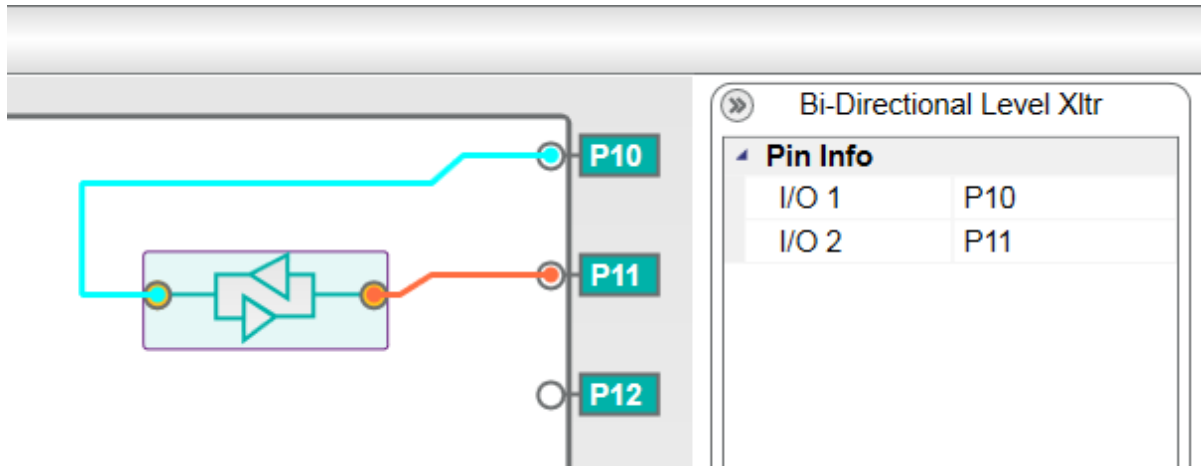 P10
P11
P12
Bi-Directional Level Xltr
Pin Info
I/O 1 P10
I/O 2 P11